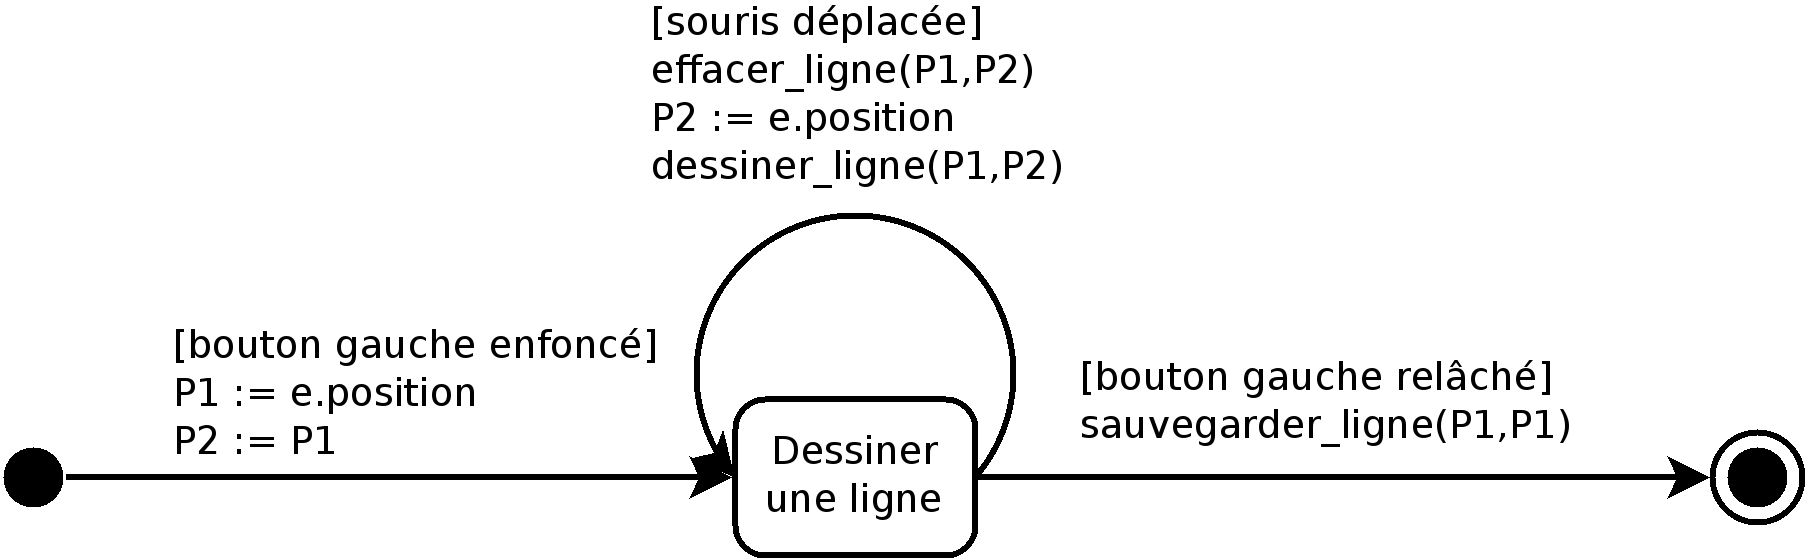 [souris déplacée]
effacer_ligne(P1,P2)
P2 := e.position
dessiner_ligne(P1,P2)
[bouton gauche enfoncé]
P1 := e.position
P2 := P1
[bouton gauche relâché]
sauvegarder_ligne(P1,P1)
Dessiner
une ligne